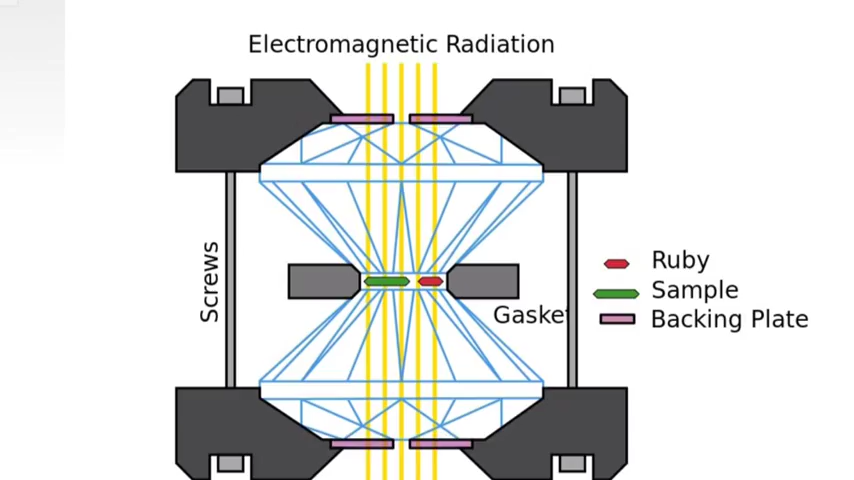 Electromagnetic Radiation
Screws
Gasket
Ruby
Sample
Backing Plate